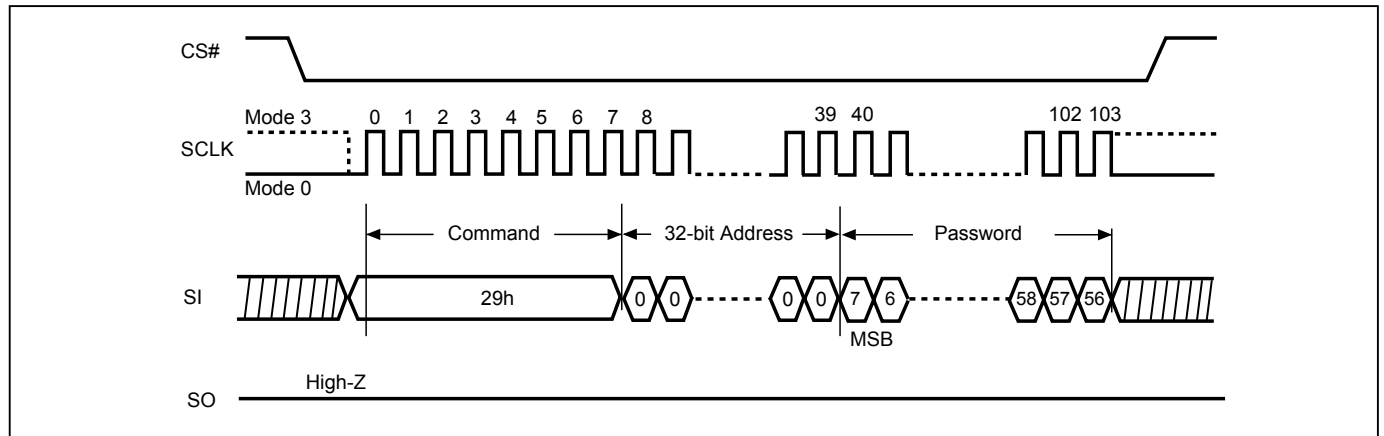 CS#
Mode 3 0 1 2 3 4 5 6 7 8 39 40 102 103
SCLK
Mode 0
Command 32-bit Address Password
SI 29h 0 0 0 0 7 6 58 57 56
MSB
High-Z
SO